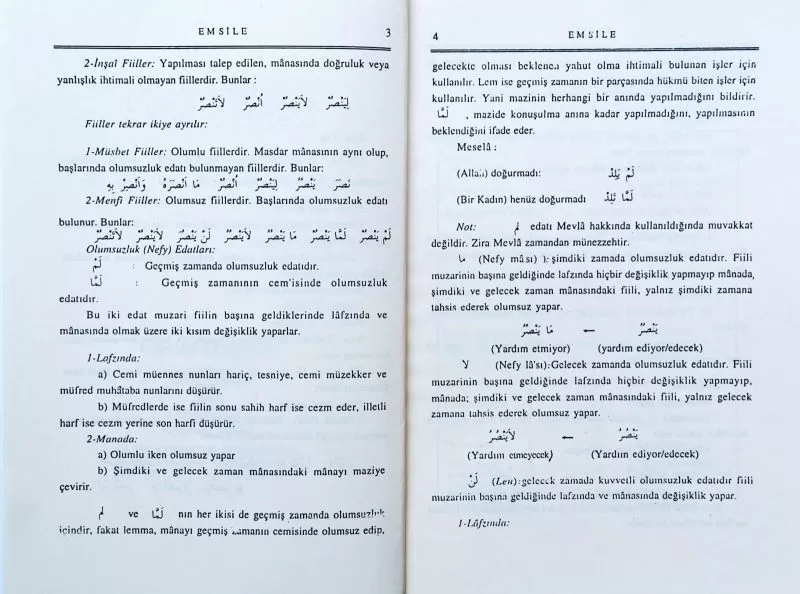 EMSİLE 3
2-İnşaî Fiiller: Yapılması talep edilen, mânasında doğruluk veya
yanlışlık ihtimali olmayan fiillerdir. Bunlar :
لِيَنْصُرْ لاَيَنْصُرْ اُنْصُرْ لاَتَنْصُرْ
Fiiller tekrar ikiye ayrılır:
1-Müsbet Fiiller: Olumlu fiillerdir. Masdar mânasının aynı olup,
başlarında olumsuzluk edatı bulunmayan fiillerdir. Bunlar:
نَصَرَ يَنْصُرُ لِيَنْصُرْ اُنْصُرْ مَا اَنْصَرَهُ وَاَنْصِرْ بِهِ
2-Menfî Fiiller: Olumsuz fiillerdir. Başlarında olumsuzluk edatı
bulunur. Bunlar:
لَمْ يَنْصُرْ لَمَّا يَنْصُرْ مَا يَنْصُرُ لاَيَنْصُرُ لَنْ يَنْصُرَ لاَيَنْصُرْ لاَتَنْصُرْ
Olumsuzluk (Nefy) Edatları:
لَمْ : Geçmiş zamanda olumsuzluk edatıdır.
لَمَّا : Geçmiş zamanının cem'isinde olumsuzluk
edatıdır.
Bu iki edat muzari fiilin başına geldiklerinde lâfzında ve
mânasında olmak üzere iki kısım değişiklik yaparlar.
1-Lafzında:
a) Cemi müennes nunları hariç, tesniye, cemi müzekker ve
müfred muhâtaba nunları düşürür.
b) Müfredlerde ise fiilin sonu sahih harf ise cezm eder, illetli
harf ise cezm yerine son harfi düşürür.
2-Manada:
a) Olumlu iken olumsuz yapar
b) Şimdiki ve gelecek zaman mânasındaki mânayı maziye
çevirir.
لم ve لَمَّا nın her ikisi de geçmiş zamanda olumsuzluk
içindir, fakat lemma, mânayı geçmiş zamanın cemisinde olumsuz edip,
4 EMSİLE
gelecekte olması beklenen yahut olma ihtimali bulunan işler için
kullanılır. Lem ise geçmiş zamanın bir parçasında hükmü biten işler için
kullanılır. Yani mazinin herhangi bir anında yapılmadığını bildirir.
لَمَّا , mazide konuşulma anına kadar yapılmadığını, yapılmasının
beklendiğini ifade eder.
Meselâ :
(Allah) doğurmadı: لَمْ يَلِدْ
(Bir Kadın) henüz doğurmadı لَمَّا تَلِدْ
Not: لم edatı Mevlâ hakkında kullanıldığında muvakkat
değildir. Zira Mevlâ zamandan münezzehtir.
ما (Nefy mâsı) ): şimdiki zamada olumsuzluk edatıdır. Fiili
muzarinin başına geldiğinde lafzında hiçbir değişiklik yapmayıp mânada,
şimdiki ve gelecek zaman mânasındaki fiili, yalnız şimdiki zamana
tahsis ederek olumsuz yapar.
مَا يَنْصُرُ ← يَنْصُرُ
(Yardım etmiyor) (yardım ediyor/edecek)
لا (Nefy lâ'sı):Gelecek zamanda olumsuzluk edatıdır. Fiili
muzarinin başına geldiğinde lafzında hiçbir değişiklik yapmayıp,
mânada; şimdiki ve gelecek zaman mânasındaki fiili, yalnız gelecek
zamana tahsis ederek olumsuz yapar.
لاَيَنْصُرُ ← يَنْصُرُ
(Yardım etmeyecek) (Yardım ediyor/edecek)
لَنْ (Len):gelecek zamada kuvvetli olumsuzluk edatıdır fiili
muzarinin başına geldiğinde lafzında ve mânasında değişiklik yapar.
1-Lâfzında: